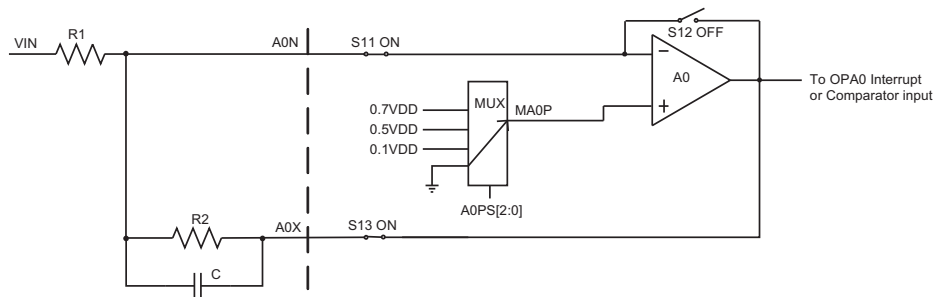 VIN
R1
A0N
S11 ON
S12 OFF
−
A0
+
To OPA0 Interrupt
or Comparator input
MUX
MA0P
0.7VDD
0.5VDD
0.1VDD
A0PS[2:0]
R2
A0X
S13 ON
C